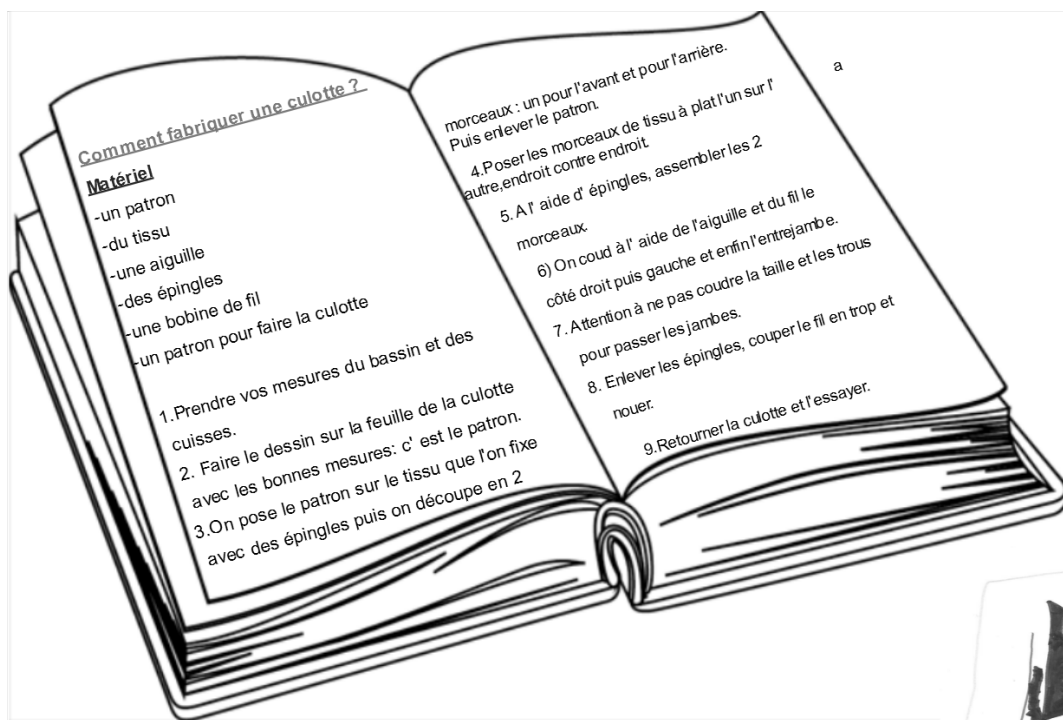 Comment fabriquer une culotte ?
Matériel
-un patron
-du tissu
-une aiguille
-des épingles
-une bobine de fil
-un patron pour faire la culotte
1.Prendre vos mesures du bassin et des
cuisses.
2. Faire le dessin sur la feuille de la culotte
avec les bonnes mesures: c' est le patron.
3.On pose le patron sur le tissu que l'on fixe
avec des épingles puis on découpe en 2
morceaux : un pour l'avant et pour l'arrière.
Puis enlever le patron.
4.Poser les morceaux de tissu à plat l'un sur l'
autre,endroit contre endroit.
5. A l' aide d' épingles, assembler les 2
morceaux.
6) On coud à l' aide de l'aiguille et du fil le
côté droit puis gauche et enfin l'entrejambe.
7. Attention à ne pas coudre la taille et les trous
pour passer les jambes.
8. Enlever les épingles, couper le fil en trop et
nouer.
9.Retourner la culotte et l'essayer.
a